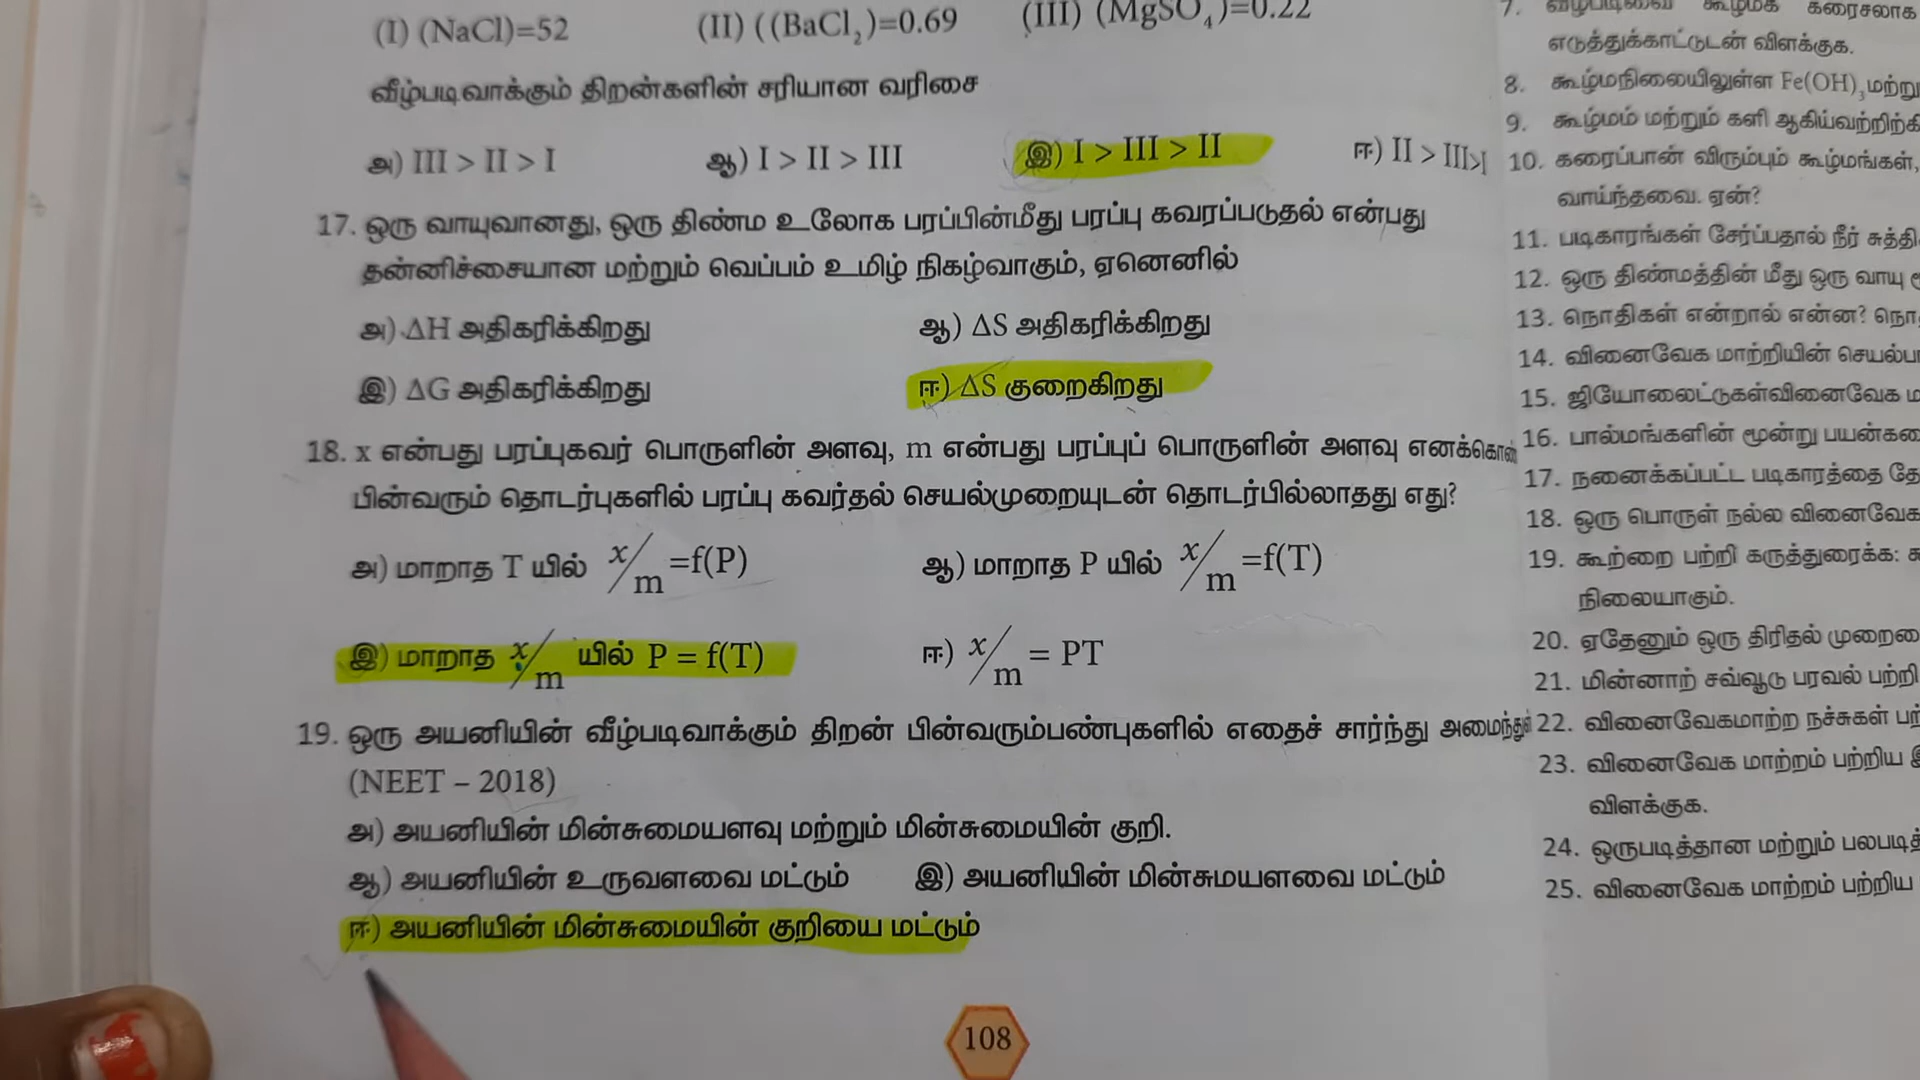 (I) (NaCl)=52 (II) ((BaCl₂)=0.69 (III) (MgSO₄)=0.22
வீழ்படிவாக்கும் திறன்களின் சரியான வரிசை
அ) III > II > I ஆ) I > II > III இ) I > III > II ஈ) II > III>I
17. ஒரு வாயுவானது, ஒரு திண்ம உலோக பரப்பின்மீது பரப்பு கவரப்படுதல் என்பது
தன்னிச்சையான மற்றும் வெப்பம் உமிழ் நிகழ்வாகும், ஏனெனில்
அ) ΔH அதிகரிக்கிறது ஆ) ΔS அதிகரிக்கிறது
இ) ΔG அதிகரிக்கிறது ஈ) ΔS குறைகிறது
18. x என்பது பரப்புகவர் பொருளின் அளவு, m என்பது பரப்புப் பொருளின் அளவு எனக்கொண்
பின்வரும் தொடர்புகளில் பரப்பு கவர்தல் செயல்முறையுடன் தொடர்பில்லாதது எது?
அ) மாறாத T யில் x/m =f(P) ஆ) மாறாத P யில் x/m =f(T)
இ) மாறாத x/m யில் P = f(T) ஈ) x/m = PT
19. ஒரு அயனியின் வீழ்படிவாக்கும் திறன் பின்வரும்பண்புகளில் எதைச் சார்ந்து
(NEET – 2018)
அ) அயனியின் மின்சுமையளவு மற்றும் மின்சுமையின் குறி.
ஆ) அயனியின் உருவளவை மட்டும் இ) அயனியின் மின்சுமயளவை மட்டும்
ஈ) அயனியின் மின்சுமையின் குறியை மட்டும்
108
7. கரைசலாக
எடுத்துக்காட்டுடன் விளக்குக.
8. கூழ்மநிலையிலுள்ள Fe(OH)₃ மற்று
9. கூழ்மம் மற்றும் களி ஆகிய்வற்றிற்கி
10. கரைப்பான் விரும்பும் கூழ்மங்கள்,
வாய்ந்தவை. ஏன்?
11. படிகாரங்கள் சேர்ப்பதால் நீர் சுத்தி
12. ஒரு திண்மத்தின் மீது ஒரு வாயு
13. நொதிகள் என்றால் என்ன? நொ
14. வினைவேக மாற்றியின் செயல்ப
15. ஜியோலைட்டுகள்வினைவேக ம
16. பால்மங்களின் மூன்று பயன்களை
17. நனைக்கப்பட்ட படிகாரத்தை தே
18. ஒரு பொருள் நல்ல வினைவேக
19. கூற்றை பற்றி கருத்துரைக்க:
நிலையாகும்.
20. ஏதேனும் ஒரு திரிதல் முறை
21. மின்னாற் சவ்வூடு பரவல் பற்றி
22. வினைவேகமாற்ற நச்சுகள் பற்
23. வினைவேக மாற்றம் பற்றிய
விளக்குக.
24. ஒருபடித்தான மற்றும் பலபடித்
25. வினைவேக மாற்றம் பற்றிய